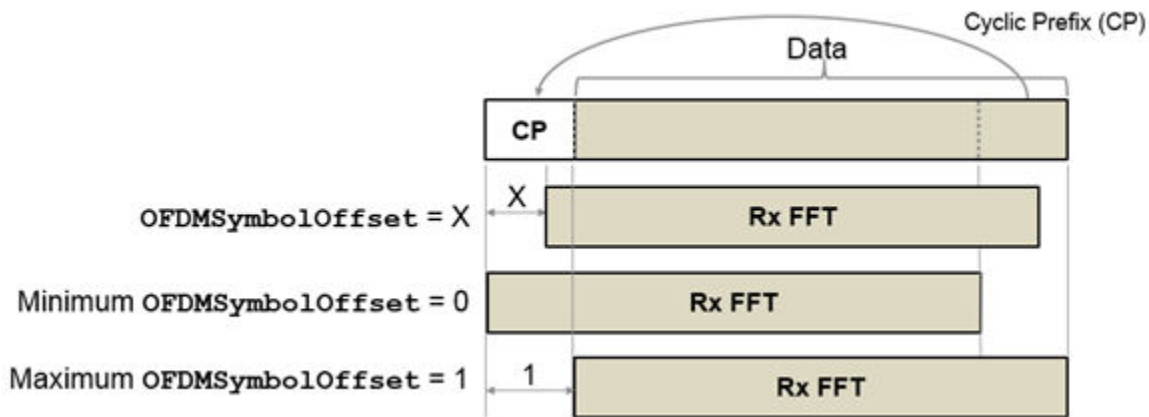 Cyclic Prefix (CP)
Data
CP
X
OFDMSymbolOffset = X
Rx FFT
Minimum OFDMSymbolOffset = 0
Rx FFT
Maximum OFDMSymbolOffset = 1
1
Rx FFT